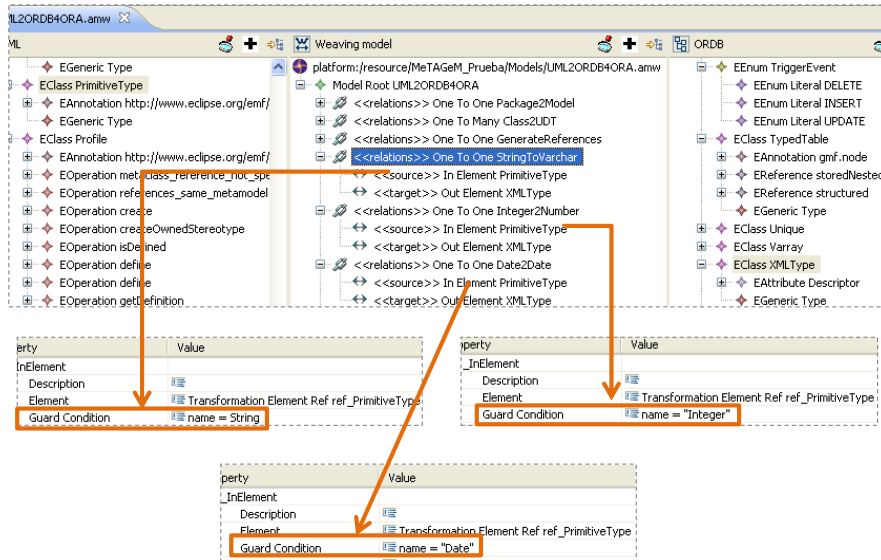 ML2ORDB4ORA.amw
ML
EGeneric Type
EClass PrimitiveType
EAnnotation http://www.eclipse.org/emf/
EGeneric Type
EClass Profile
EAnnotation http://www.eclipse.org/emf/
EOperation metaclass_reference_not_spe
EOperation references_same_metamodel
EOperation create
EOperation createOwnedStereotype
EOperation isDefined
EOperation define
EOperation define
EOperation getDefinition
Weaving model
platform:/resource/MeTAGeM_Prueba/Models/UML2ORDB4ORA.amw
Model Root UML2ORDB4ORA
<<relations>> One To One Package2Model
<<relations>> One To Many Class2UDT
<<relations>> One To One GenerateReferences
<<relations>> One To One StringToVarchar
<<source>> In Element PrimitiveType
<<target>> Out Element XMLType
<<relations>> One To One Integer2Number
<<source>> In Element PrimitiveType
<<target>> Out Element XMLType
<<relations>> One To One Date2Date
<<source>> In Element PrimitiveType
<<target>> Out Element XMLType
ORDB
EEnum TriggerEvent
EEnum Literal DELETE
EEnum Literal INSERT
EEnum Literal UPDATE
EClass TypedTable
EAnnotation gmf.node
EReference storedNested
EReference structured
EGeneric Type
EClass Unique
EClass Varray
EClass XMLType
EAttribute Descriptor
EGeneric Type
erty Value
InElement
Description
Element Transformation Element Ref ref_PrimitiveType
Guard Condition name = String
perty Value
_InElement
Description
Element Transformation Element Ref ref_PrimitiveType
Guard Condition name = "Integer"
perty Value
_InElement
Description
Element Transformation Element Ref ref_PrimitiveType
Guard Condition name = "Date"